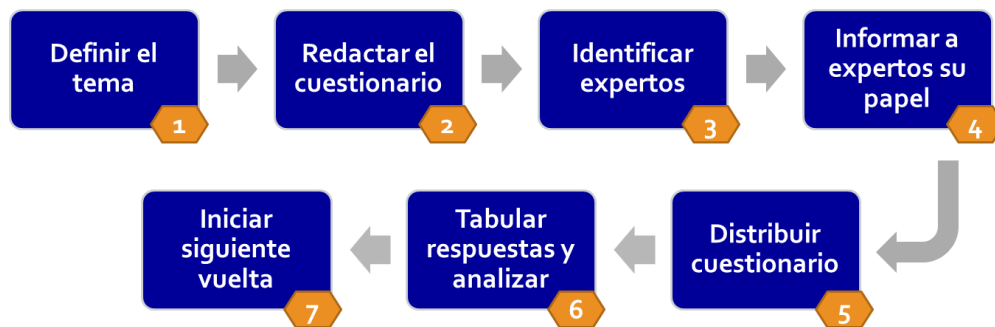 Definir el
tema
1
Redactar el
cuestionario
2
Identificar
expertos
3
Informar a
expertos su
papel
4
Distribuir
cuestionario
5
Tabular
respuestas y
analizar
6
Iniciar
siguiente
vuelta
7